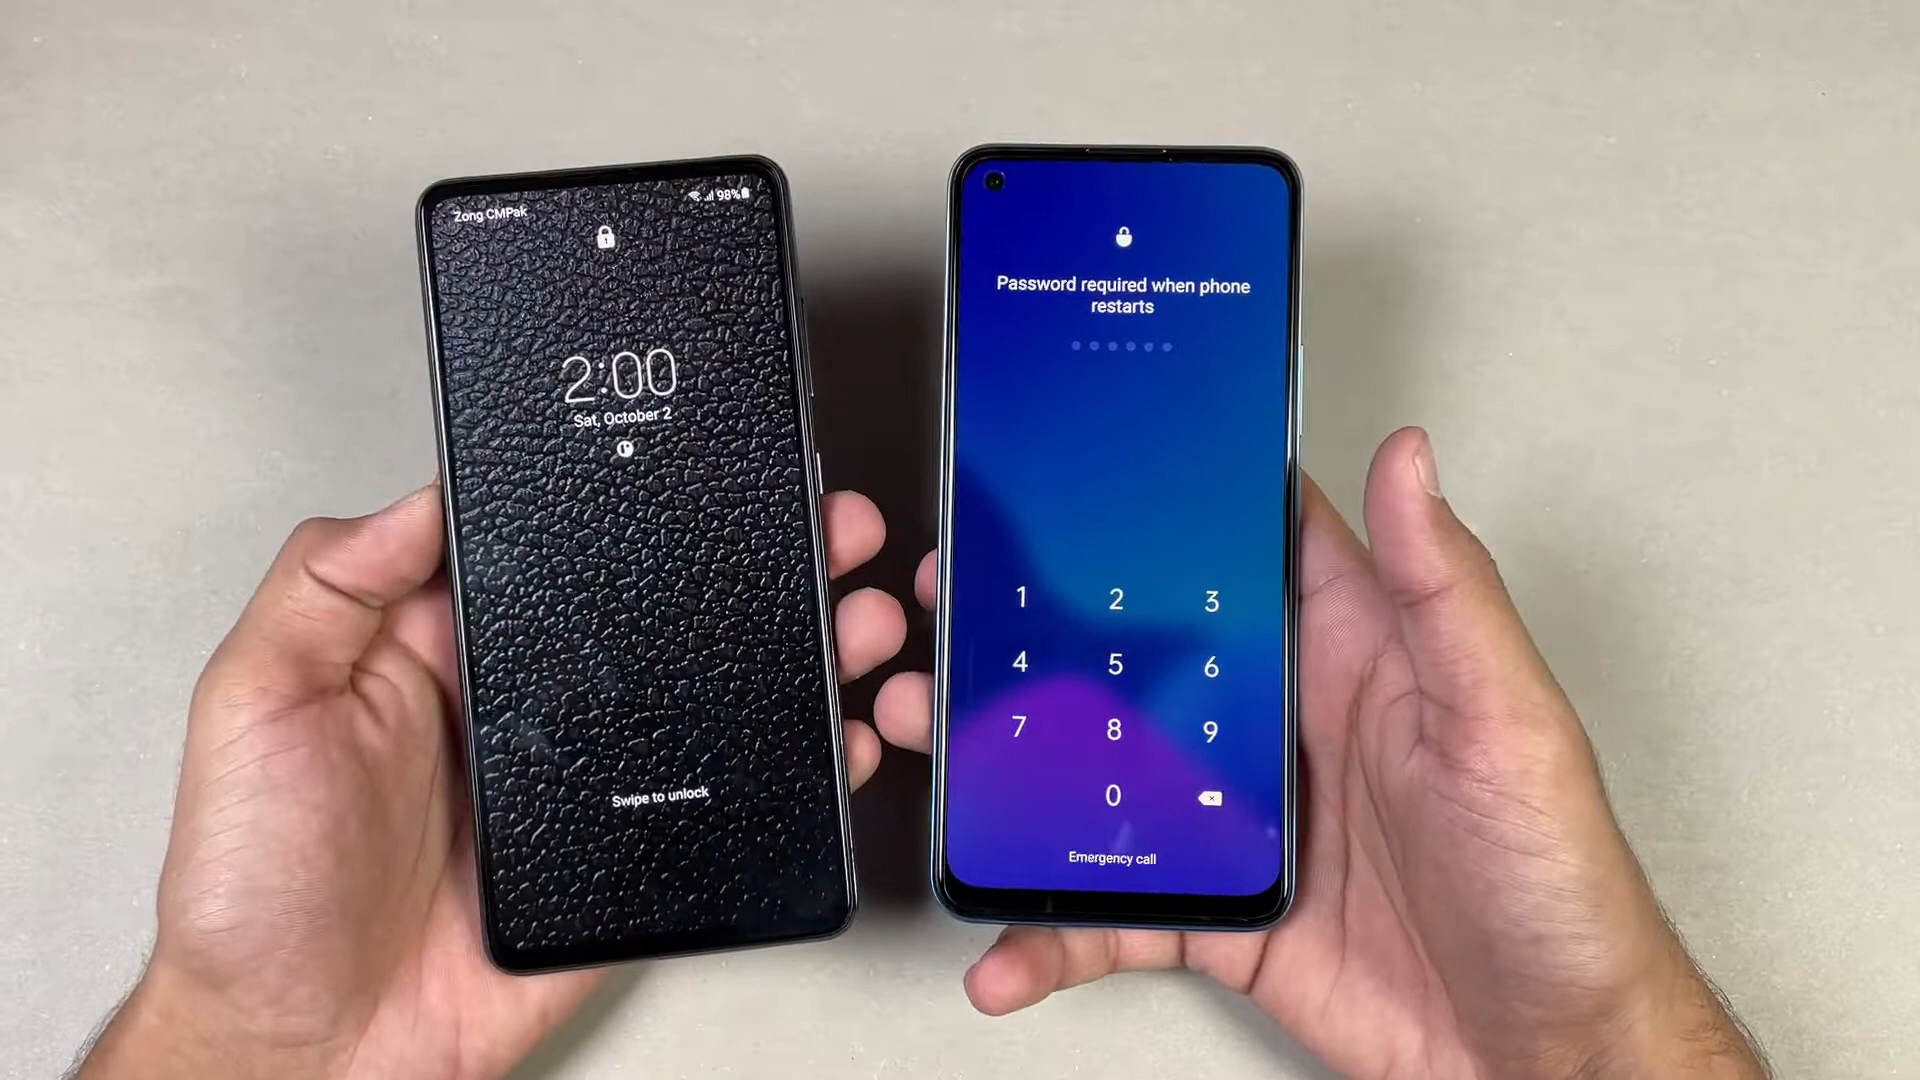 Zong CMPak
98%
2:00
Sat, October 2
Swipe to unlock
Password required when phone
restarts
1 2 3
4 5 6
7 8 9
0
Emergency call